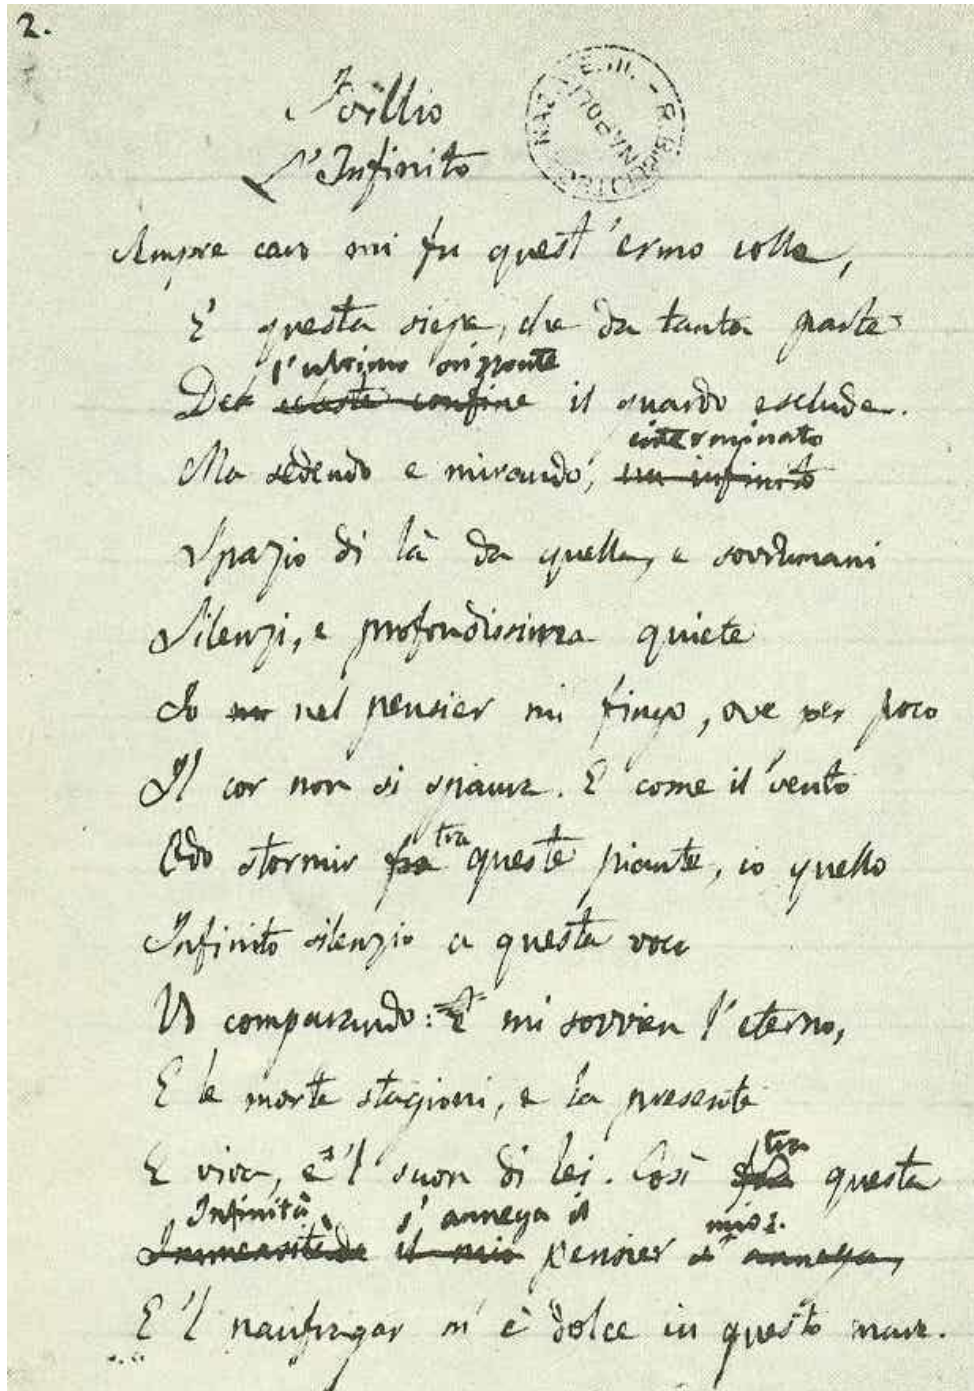 2.
Idillio
L'Infinito
Sempre caro mi fu quest'ermo colle,
E questa siepe, che da tanta parte
l'ultimo orizzonte
Del celeste confine il guardo esclude.
interminato
Ma sedendo e mirando, un infinito
Spazio di là da quella, e sovrumani
Silenzi, e profondissima quiete
Io nel pensier mi fingo, ove per poco
Il cor non si spaura. E come il vento
tra
Odo stormir fra queste piante, io quello
Infinito silenzio a questa voce
Vo comparando: e mi sovvien l'eterno,
E le morte stagioni, e la presente
tra
E viva, e 'l suon di lei. Così fra questa
Infinità s'annega il mio:
Immensitade il mio pensier s'annega,
E 'l naufragar m'è dolce in questo mare.